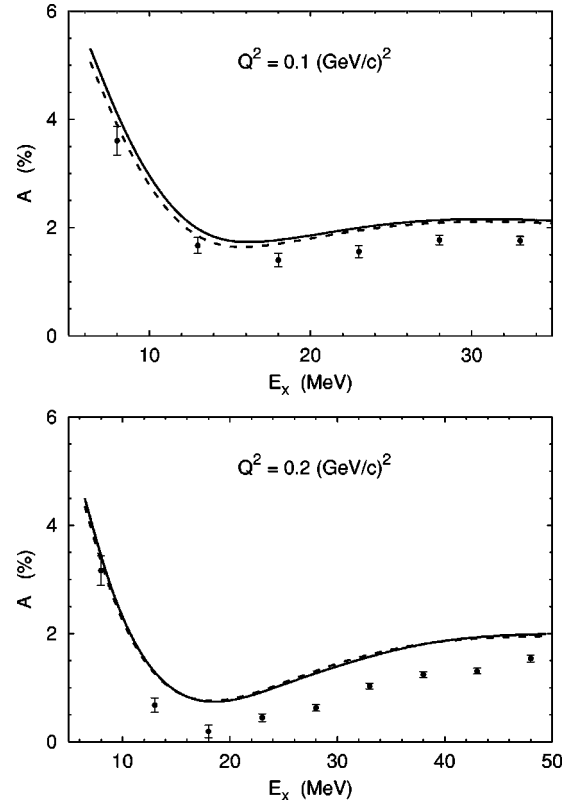 6
Q² = 0.1 (GeV/c)²
4
A (%)
2
0
10 20 30
Eₓ (MeV)
6
Q² = 0.2 (GeV/c)²
4
A (%)
2
0
10 20 30 40 50
Eₓ (MeV)